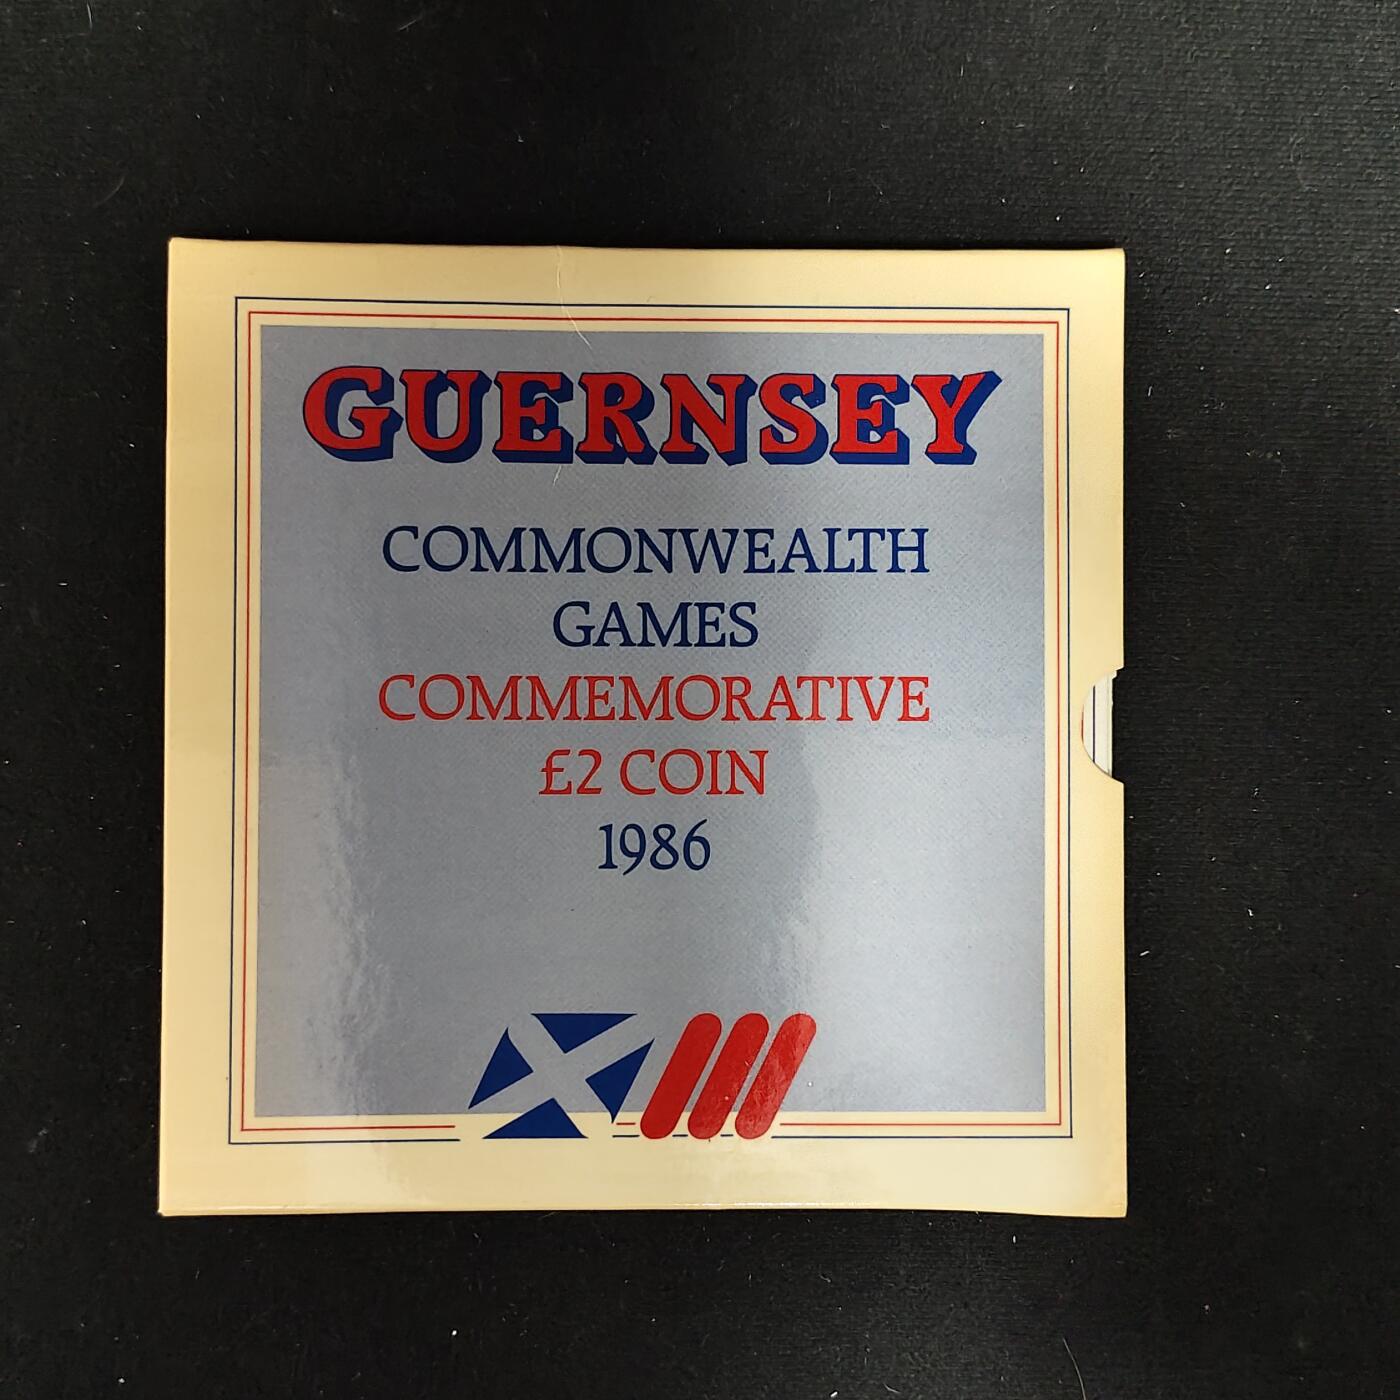 GUERNSEY
COMMONWEALTH
GAMES
COMMEMORATIVE
£2 COIN
1986